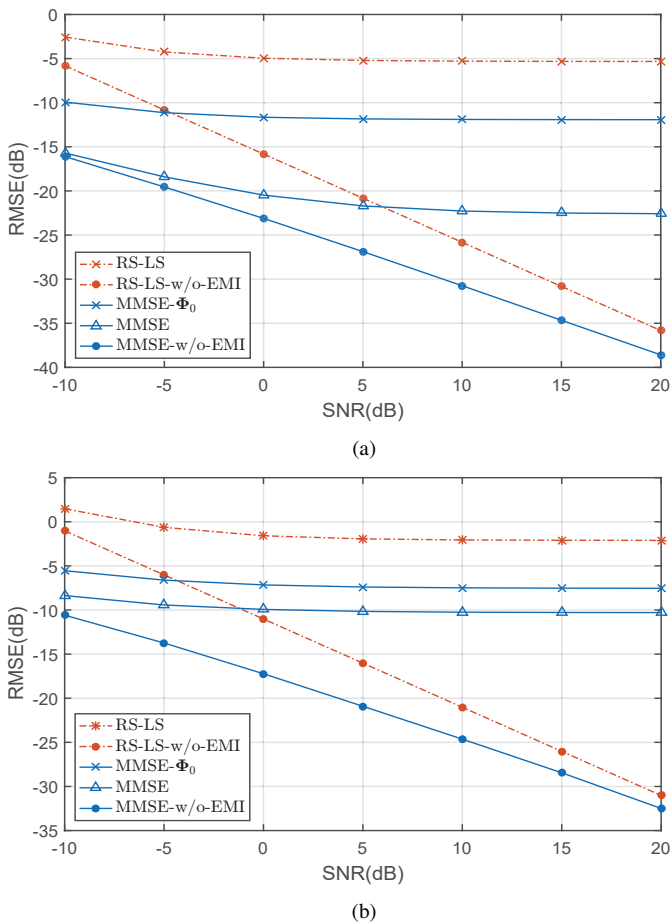 0
-5
-10
-15
-20
-25
-30
-35
-40
RMSE(dB)
RS-LS
RS-LS-w/o-EMI
MMSE-Φ₀
MMSE
MMSE-w/o-EMI
-10 -5 0 5 10 15 20
SNR(dB)
(a)
5
0
-5
-10
-15
-20
-25
-30
-35
RMSE(dB)
RS-LS
RS-LS-w/o-EMI
MMSE-Φ₀
MMSE
MMSE-w/o-EMI
-10 -5 0 5 10 15 20
SNR(dB)
(b)